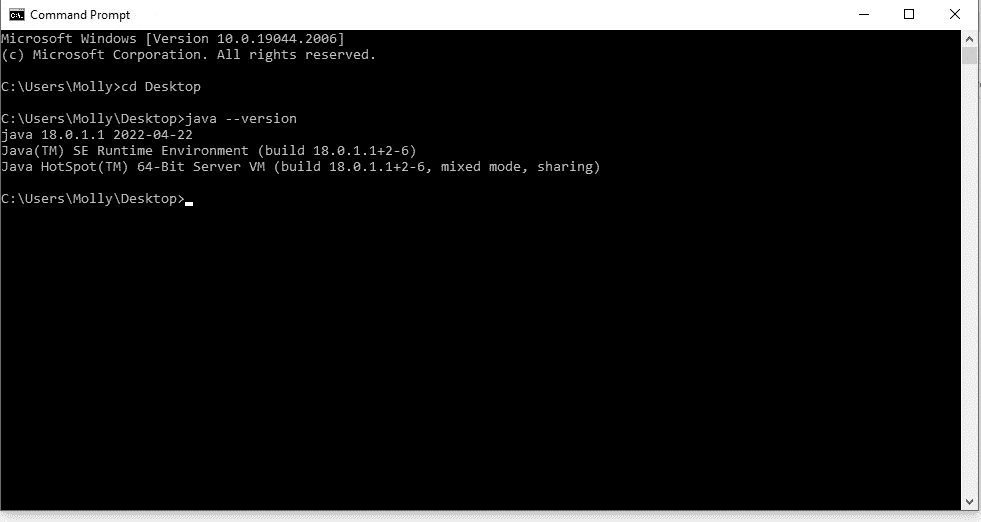 Command Prompt
Microsoft Windows [Version 10.0.19044.2006]
(c) Microsoft Corporation. All rights reserved.
C:\Users\Molly>cd Desktop
C:\Users\Molly\Desktop>java --version
java 18.0.1.1 2022-04-22
Java(TM) SE Runtime Environment (build 18.0.1.1+2-6)
Java HotSpot(TM) 64-Bit Server VM (build 18.0.1.1+2-6, mixed mode, sharing)
C:\Users\Molly\Desktop>